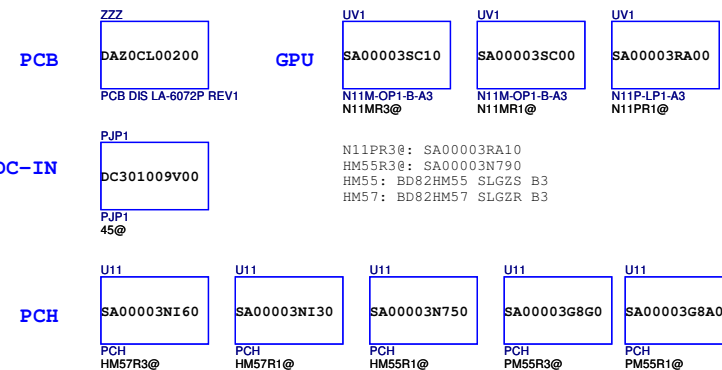 ZZZ
UV1
UV1
UV1
PCB
DAZ0CL00200
GPU
SA00003SC10
SA00003SC00
SA00003RA00
PCB DIS LA-6072P REV1
N11M-OP1-B-A3
N11M-OP1-B-A3
N11P-LP1-A3
N11MR3@
N11MR1@
N11PR1@
PJP1
DC-IN
DC301009V00
N11PR3@: SA00003RA10
HM55R3@: SA00003N790
HM55: BD82HM55 SLGZS B3
HM57: BD82HM57 SLGZR B3
PJP1
45@
U11
U11
U11
U11
U11
PCH
SA00003NI60
SA00003NI30
SA00003N750
SA00003G8G0
SA00003G8A0
PCH
PCH
PCH
PCH
PCH
HM57R3@
HM57R1@
HM55R1@
PM55R3@
PM55R1@